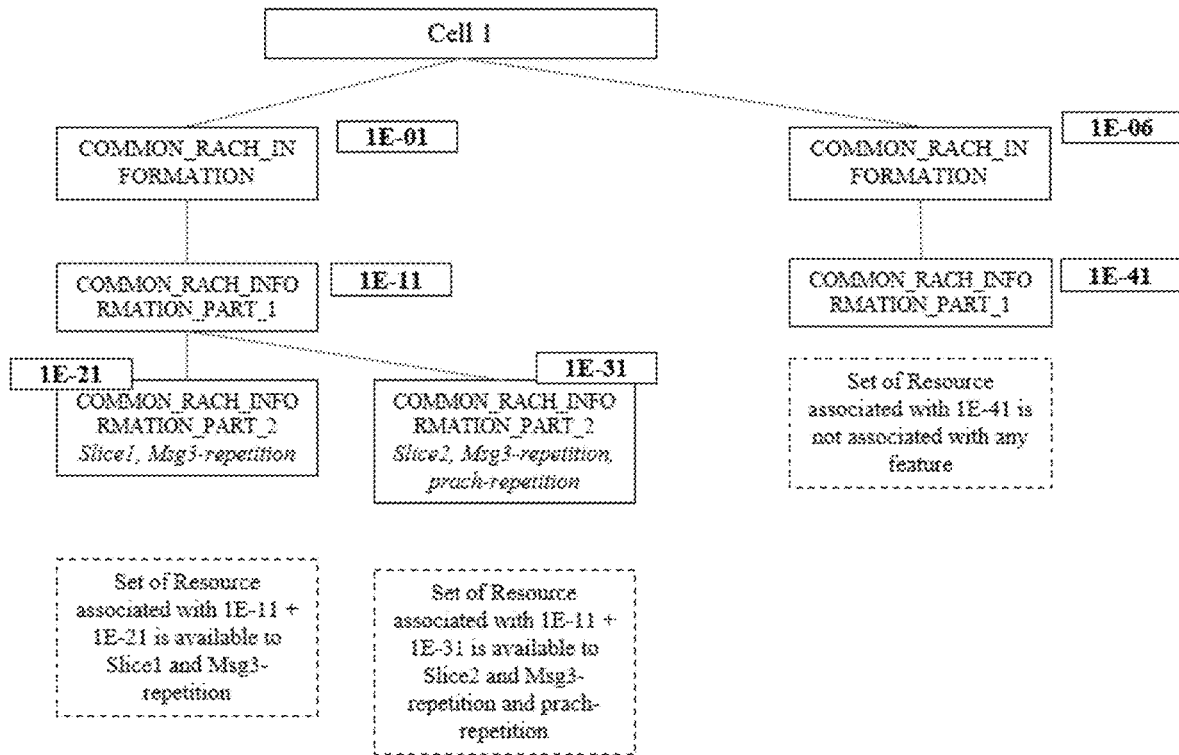 Cell 1
1E-01
COMMON_RACH_IN
FORMATION
1E-06
COMMON_RACH_IN
FORMATION
1E-11
COMMON_RACH_INFO
RMATION_PART_1
1E-41
COMMON_RACH_INFO
RMATION_PART_1
1E-21
COMMON_RACH_INFO
RMATION_PART_2
Slice1, Msg3-repetition
1E-31
COMMON_RACH_INFO
RMATION_PART_2
Slice2, Msg3-repetition,
prach-repetition
Set of Resource
associated with 1E-41 is
not associated with any
feature
Set of Resource
associated with 1E-11 +
1E-21 is available to
Slice1 and Msg3-
repetition
Set of Resource
associated with 1E-11 +
1E-31 is available to
Slice2 and Msg3-
repetition and prach-
repetition